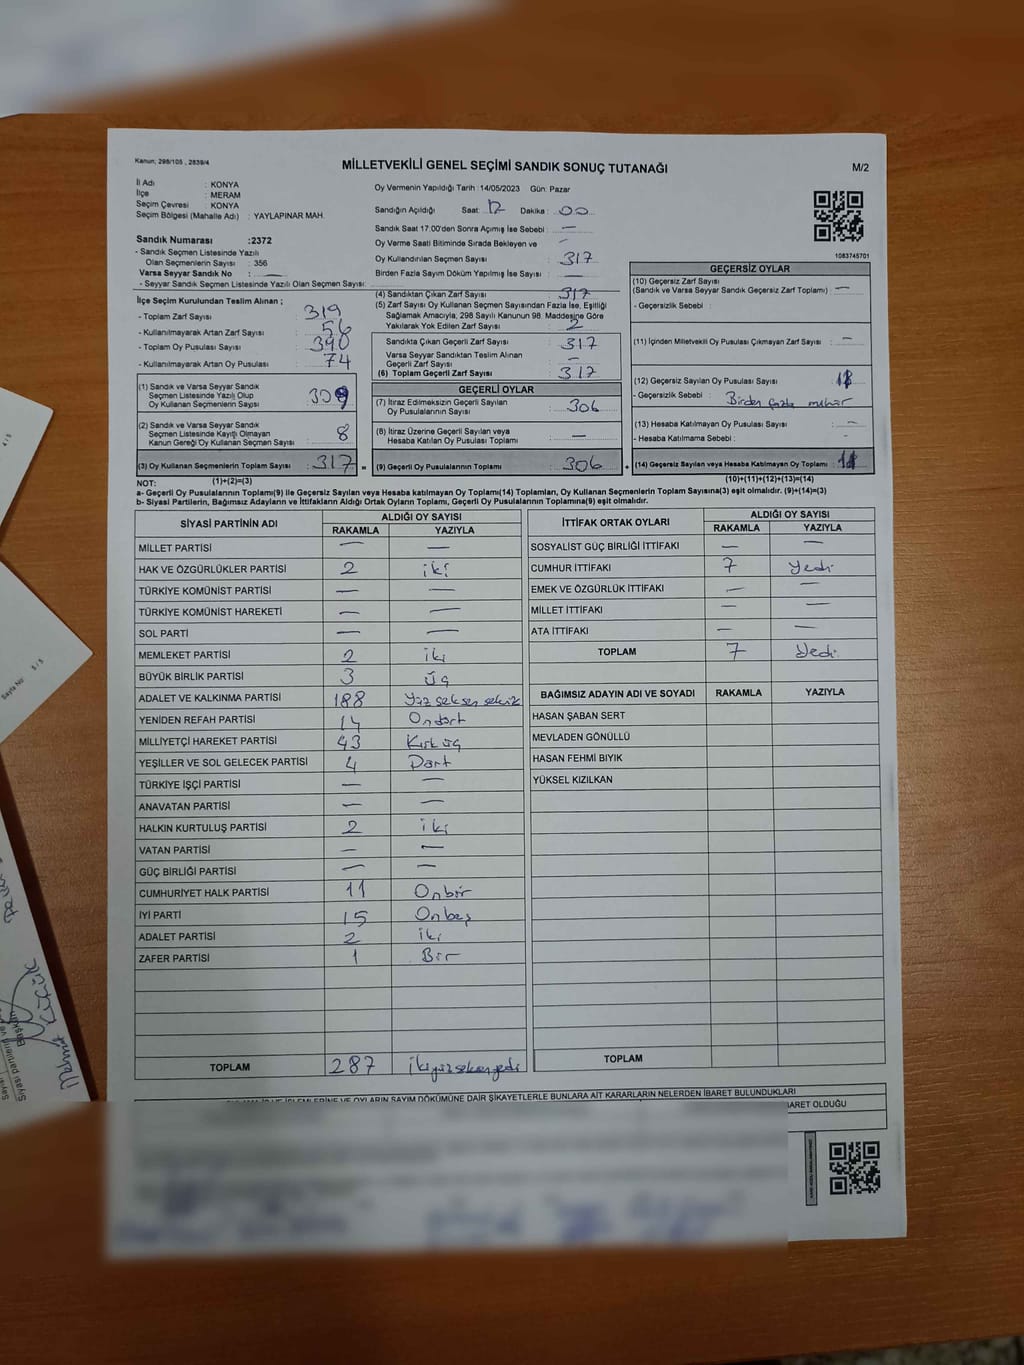 Kanun; 298/105 , 2839/4
MİLLETVEKİLİ GENEL SEÇİMİ SANDIK SONUÇ TUTANAĞI
M/2
İl Adı : KONYA
İlçe : MERAM
Seçim Çevresi : KONYA
Seçim Bölgesi (Mahalle Adı) : YAYLAPINAR MAH.
Sandık Numarası :2372
- Sandık Seçmen Listesinde Yazılı
Olan Seçmenlerin Sayısı : 356
Varsa Seyyar Sandık No : —
- Seyyar Sandık Seçmen Listesinde Yazılı Olan Seçmen Sayısı:
Oy Vermenin Yapıldığı Tarih :14/05/2023 Gün: Pazar
Sandığın Açıldığı Saat: 17 Dakika : 00
Sandık Saat 17:00'den Sonra Açımış İse Sebebi : —
Oy Verme Saati Bitiminde Sırada Bekleyen ve
Oy Kullandırılan Seçmen Sayısı : 317
Birden Fazla Sayım Döküm Yapılmış İse Sayısı : —
1083745701
İlçe Seçim Kurulundan Teslim Alınan ;
- Toplam Zarf Sayısı : 319
- Kullanılmayarak Artan Zarf Sayısı : 56
- Toplam Oy Pusulası Sayısı : 390
- Kullanılmayarak Artan Oy Pusulası : 74
(1) Sandık ve Varsa Seyyar Sandık
Seçmen Listesinde Yazılı Olup
Oy Kullanan Seçmenlerin Sayısı : 309
(2) Sandık ve Varsa Seyyar Sandık
Seçmen Listesinde Kayıtlı Olmayan
Kanun Gereği Oy Kullanan Seçmen Sayısı : 8
(3) Oy Kullanan Seçmenlerin Toplam Sayısı : 317 =
(4) Sandıktan Çıkan Zarf Sayısı : 317
(5) Zarf Sayısı Oy Kullanan Seçmen Sayısından Fazla İse, Eşitliği
Sağlamak Amacıyla, 298 Sayılı Kanunun 98. Maddesine Göre
Yakılarak Yok Edilen Zarf Sayısı : 2
Sandıkta Çıkan Geçerli Zarf Sayısı : 317
Varsa Seyyar Sandıktan Teslim Alınan
Geçerli Zarf Sayısı : —
(6) Toplam Geçerli Zarf Sayısı : 317
GEÇERLİ OYLAR
(7) İtiraz Edilmeksizin Geçerli Sayılan
Oy Pusulalarının Sayısı : 306
(8) İtiraz Üzerine Geçerli Sayılan veya
Hesaba Katılan Oy Pusulası Toplamı : —
(9) Geçerli Oy Pusulalarının Toplamı : 306 +
GEÇERSİZ OYLAR
(10) Geçersiz Zarf Sayısı
(Sandık ve Varsa Seyyar Sandık Geçersiz Zarf Toplamı) : —
- Geçersizlik Sebebi :
(11) İçinden Milletvekili Oy Pusulası Çıkmayan Zarf Sayısı : —
(12) Geçersiz Sayılan Oy Pusulası Sayısı : 11
- Geçersizlik Sebebi : Birden fazla mühür
(13) Hesaba Katılmayan Oy Pusulası Sayısı : —
- Hesaba Katılmama Sebebi : -
(14) Geçersiz Sayılan veya Hesaba Katılmayan Oy Toplamı : 11
NOT: (1)+(2)=(3)
(10)+(11)+(12)+(13)=(14)
a- Geçerli Oy Pusulalarının Toplamı(9) ile Geçersiz Sayılan veya Hesaba katılmayan Oy Toplamı(14) Toplamları, Oy Kullanan Seçmenlerin Toplam Sayısına(3) eşit olmalıdır. (9)+(14)=(3)
b- Siyasi Partilerin, Bağımsız Adayların ve İttifakların Aldığı Ortak Oyların Toplamı, Geçerli Oy Pusulalarının Toplamına(9) eşit olmalıdır.
SİYASİ PARTİNİN ADI ALDIĞI OY SAYISI
RAKAMLA YAZIYLA
MİLLET PARTİSİ — —
HAK VE ÖZGÜRLÜKLER PARTİSİ 2 iki
TÜRKİYE KOMÜNİST PARTİSİ — —
TÜRKİYE KOMÜNİST HAREKETİ — —
SOL PARTİ — —
MEMLEKET PARTİSİ 2 iki
BÜYÜK BİRLİK PARTİSİ 3 üç
ADALET VE KALKINMA PARTİSİ 188 Yüz seksen sekiz
YENİDEN REFAH PARTİSİ 14 Ondört
MİLLİYETÇİ HAREKET PARTİSİ 43 Kırk üç
YEŞİLLER VE SOL GELECEK PARTİSİ 4 Dört
TÜRKİYE İŞÇİ PARTİSİ — —
ANAVATAN PARTİSİ — —
HALKIN KURTULUŞ PARTİSİ 2 iki
VATAN PARTİSİ — —
GÜÇ BİRLİĞİ PARTİSİ — —
CUMHURİYET HALK PARTİSİ 11 Onbir
İYİ PARTİ 15 Onbeş
ADALET PARTİSİ 2 iki
ZAFER PARTİSİ 1 Bir
TOPLAM 287 ikiyüzseksenyedi
İTTİFAK ORTAK OYLARI ALDIĞI OY SAYISI
RAKAMLA YAZIYLA
SOSYALİST GÜÇ BİRLİĞİ İTTİFAKI — —
CUMHUR İTTİFAKI 7 yedi
EMEK VE ÖZGÜRLÜK İTTİFAKI — —
MİLLET İTTİFAKI — —
ATA İTTİFAKI — —
TOPLAM 7 Yedi
BAĞIMSIZ ADAYIN ADI VE SOYADI RAKAMLA YAZIYLA
HASAN ŞABAN SERT
MEVLADEN GÖNÜLLÜ
HASAN FEHMİ BIYIK
YÜKSEL KIZILKAN
TOPLAM
OYLARIN SAYIM DÖKÜMÜNE DAİR ŞİKAYETLERLE BUNLARA AİT KARARLARIN NELERDEN İBARET BULUNDUKLARI
İBARET OLDUĞU
4/5
Sayfa No 5/5
Başkan